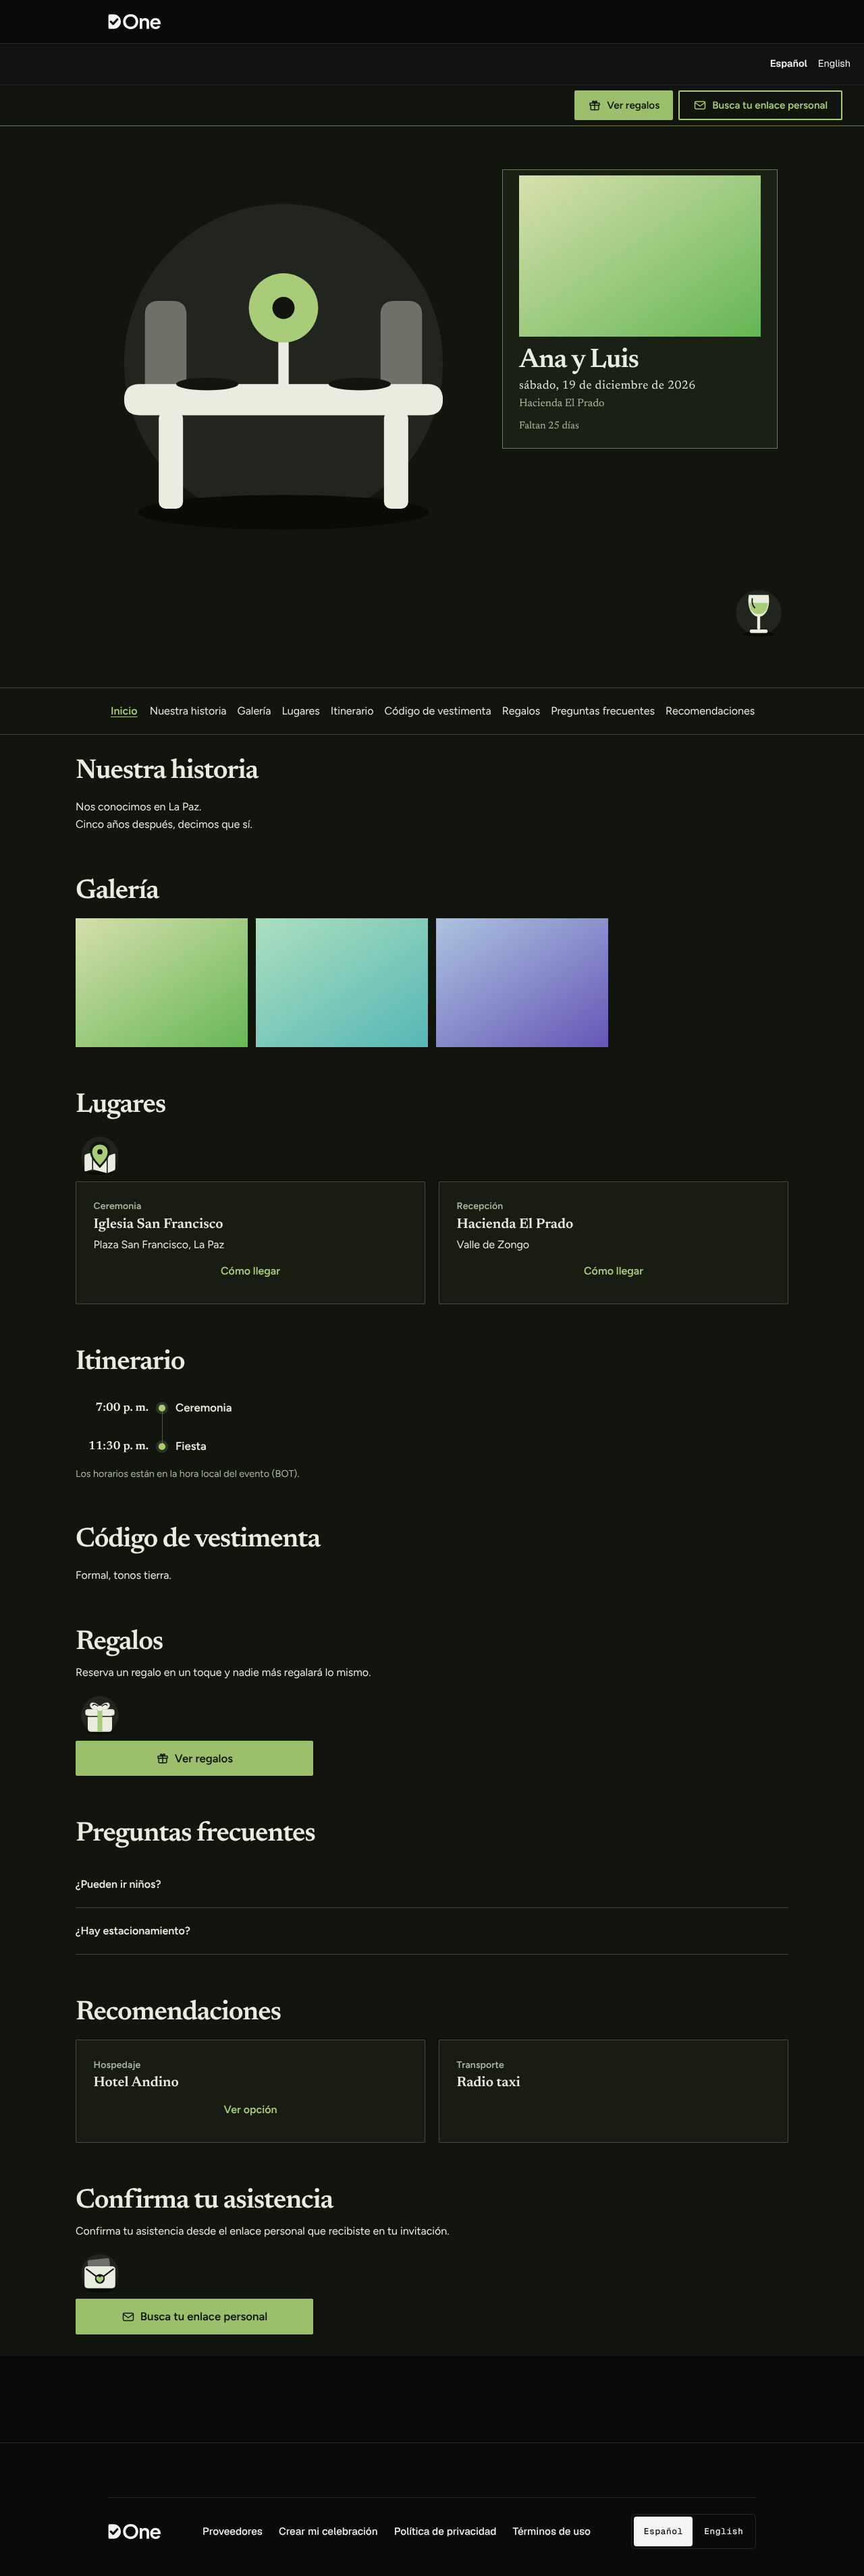 One
Español English
Ver regalos Busca tu enlace personal
Ana y Luis
sábado, 19 de diciembre de 2026
Hacienda El Prado
Faltan 25 días
Inicio Nuestra historia Galería Lugares Itinerario Código de vestimenta Regalos Preguntas frecuentes Recomendaciones
Nuestra historia
Nos conocimos en La Paz.
Cinco años después, decimos que sí.
Galería
Lugares
Ceremonia
Iglesia San Francisco
Plaza San Francisco, La Paz
Cómo llegar
Recepción
Hacienda El Prado
Valle de Zongo
Cómo llegar
Itinerario
7:00 p. m. Ceremonia
11:30 p. m. Fiesta
Los horarios están en la hora local del evento (BOT).
Código de vestimenta
Formal, tonos tierra.
Regalos
Reserva un regalo en un toque y nadie más regalará lo mismo.
Ver regalos
Preguntas frecuentes
¿Pueden ir niños?
¿Hay estacionamiento?
Recomendaciones
Hospedaje
Hotel Andino
Ver opción
Transporte
Radio taxi
Confirma tu asistencia
Confirma tu asistencia desde el enlace personal que recibiste en tu invitación.
Busca tu enlace personal
One Proveedores Crear mi celebración Política de privacidad Términos de uso Español English